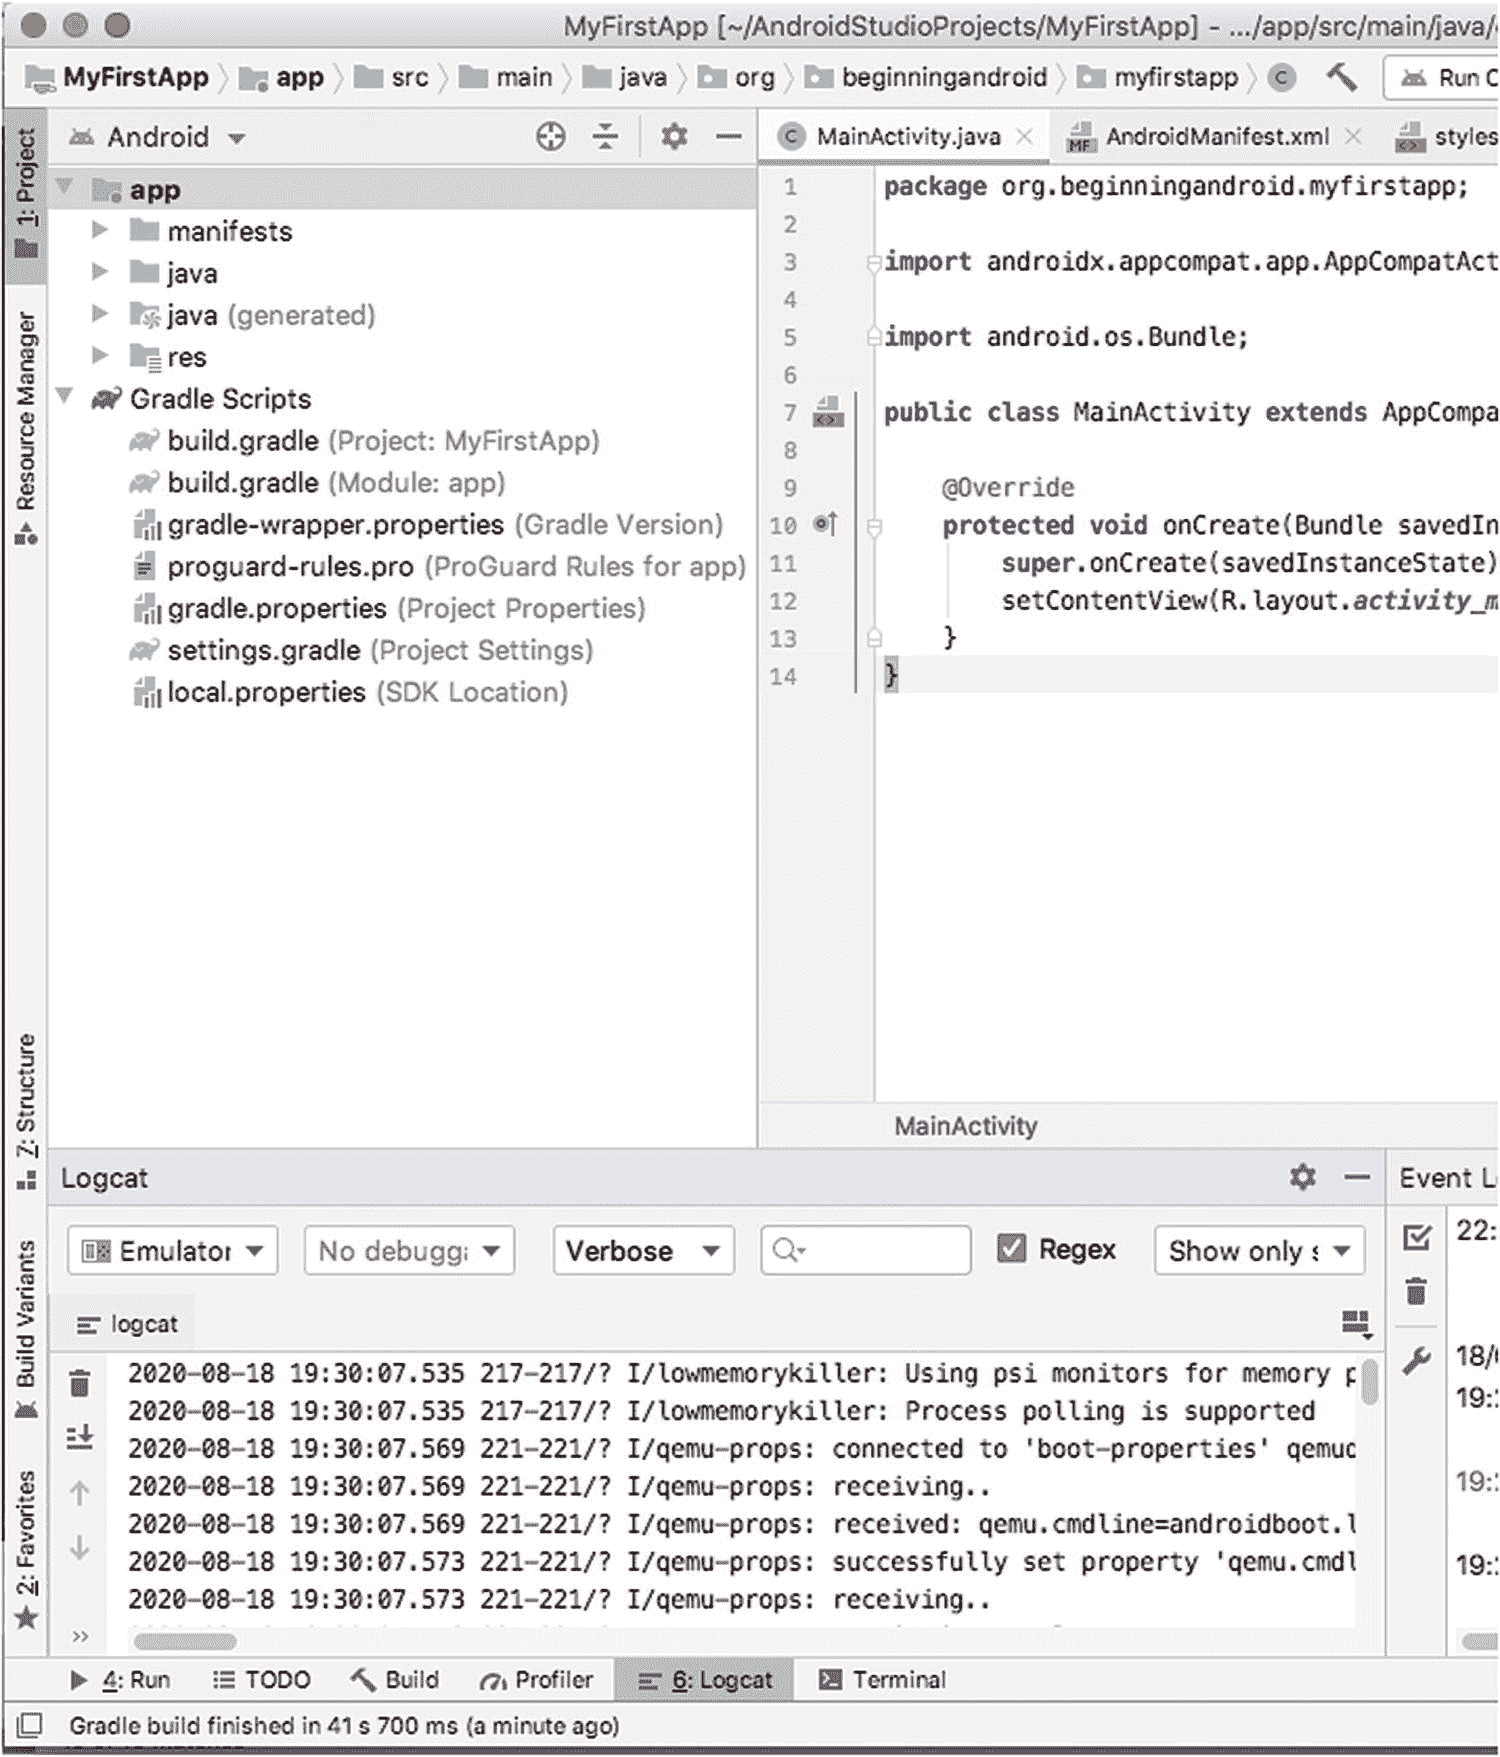 MyFirstApp [~/AndroidStudioProjects/MyFirstApp] - .../app/src/main/java/
MyFirstApp app src main java org beginningandroid myfirstapp C Run
Android
MainActivity.java AndroidManifest.xml styles
1: Project
Resource Manager
7: Structure
Build Variants
2: Favorites
app
manifests
java
java (generated)
res
Gradle Scripts
build.gradle (Project: MyFirstApp)
build.gradle (Module: app)
gradle-wrapper.properties (Gradle Version)
proguard-rules.pro (ProGuard Rules for app)
gradle.properties (Project Properties)
settings.gradle (Project Settings)
local.properties (SDK Location)
1 package org.beginningandroid.myfirstapp;
2
3 import androidx.appcompat.app.AppCompatAct
4
5 import android.os.Bundle;
6
7 public class MainActivity extends AppCompa
8
9 @Override
10 protected void onCreate(Bundle savedIn
11 super.onCreate(savedInstanceState)
12 setContentView(R.layout.activity_m
13 }
14 }
MainActivity
Logcat
Event L
Emulator No debugga Verbose Regex Show only s
logcat
2020-08-18 19:30:07.535 217-217/? I/lowmemorykiller: Using psi monitors for memory p
2020-08-18 19:30:07.535 217-217/? I/lowmemorykiller: Process polling is supported
2020-08-18 19:30:07.569 221-221/? I/qemu-props: connected to 'boot-properties' qemud
2020-08-18 19:30:07.569 221-221/? I/qemu-props: receiving..
2020-08-18 19:30:07.569 221-221/? I/qemu-props: received: qemu.cmdline=androidboot.l
2020-08-18 19:30:07.573 221-221/? I/qemu-props: successfully set property 'qemu.cmdl
2020-08-18 19:30:07.573 221-221/? I/qemu-props: receiving..
22:
18/
19:
19:
19:
4: Run TODO Build Profiler 6: Logcat Terminal
Gradle build finished in 41 s 700 ms (a minute ago)